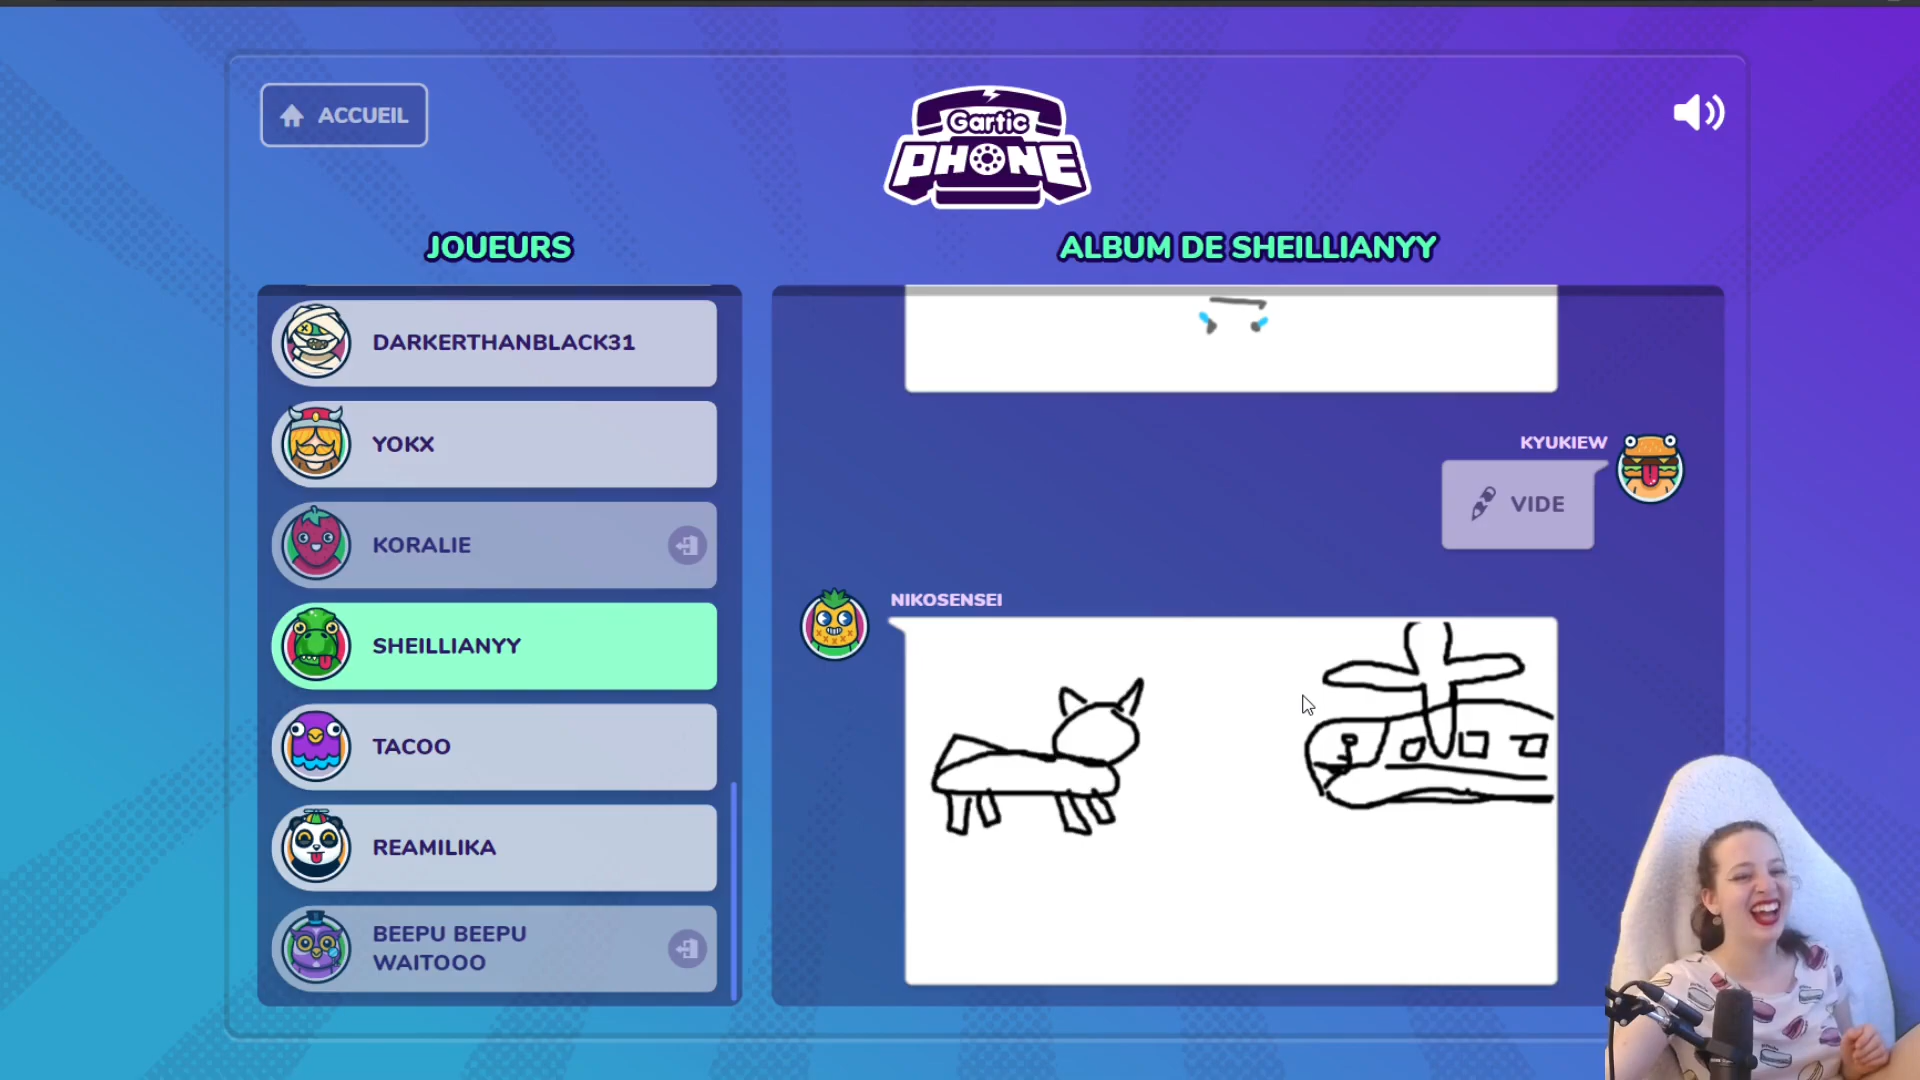 ACCUEIL
Gartic
PHONE
JOUEURS
ALBUM DE SHEILLIANYY
DARKERTHANBLACK31
YOKX
KORALIE
SHEILLIANYY
TACOO
REAMILIKA
BEEPU BEEPU
WAITOOO
KYUKIEW
VIDE
NIKOSENSEI